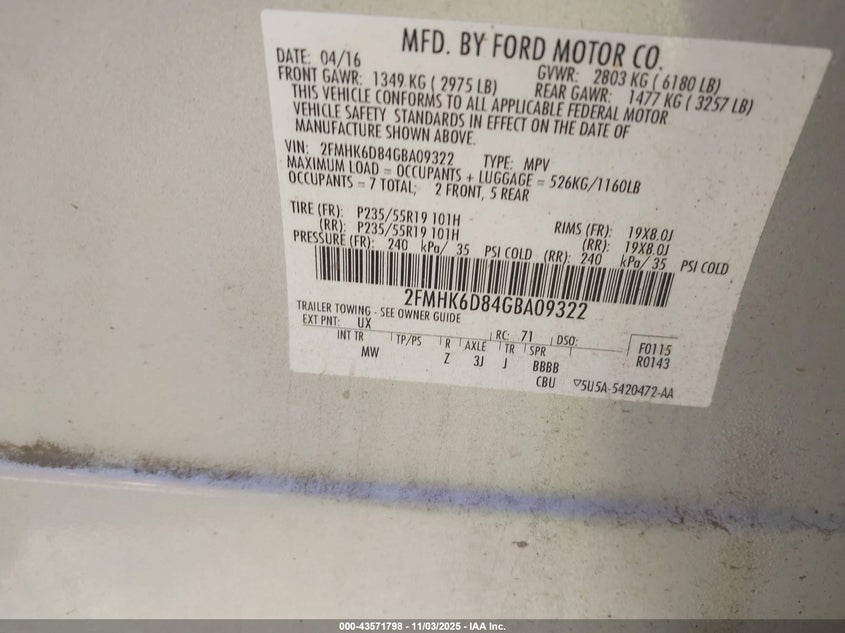 MFD. BY FORD MOTOR CO.
DATE: 04/16 GVWR: 2803 KG ( 6180 LB)
FRONT GAWR: 1349 KG ( 2975 LB) REAR GAWR: 1477 KG ( 3257 LB)
THIS VEHICLE CONFORMS TO ALL APPLICABLE FEDERAL MOTOR
VEHICLE SAFETY STANDARDS IN EFFECT ON THE DATE OF
MANUFACTURE SHOWN ABOVE.
VIN: 2FMHK6D84GBA09322 TYPE: MPV
MAXIMUM LOAD = OCCUPANTS + LUGGAGE = 526KG/1160LB
OCCUPANTS = 7 TOTAL; 2 FRONT, 5 REAR
TIRE (FR): P235/55R19 101H RIMS (FR): 19X8.0J
(RR): P235/55R19 101H (RR): 19X8.0J
PRESSURE (FR): 240 kPa/ 35 PSI COLD (RR): 240 kPa/ 35 PSI COLD
2FMHK6D84GBA09322
TRAILER TOWING - SEE OWNER GUIDE
EXT PNT: UX RC: 71 DSO:
INT TR TP/PS R AXLE TR SPR F0115
MW Z 3J J BBBB R0143
CBU ▽5U5A-5420472-AA
000-43571798 - 11/03/2025 - IAA Inc.